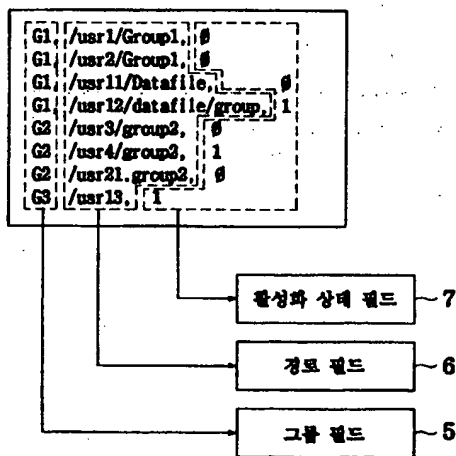 G1, /usr1/Group1, Ø
G1, /usr2/Group1, Ø
G1, /usr11/Datafile, Ø
G1, /usr12/datafile/group, 1
G2 /usr3/group2, Ø
G2 /usr4/group2, 1
G2 /usr21.group2, Ø
G3 /usr13, 1
활성화 상태 필드 ~7
경로 필드 ~6
그룹 필드 ~5